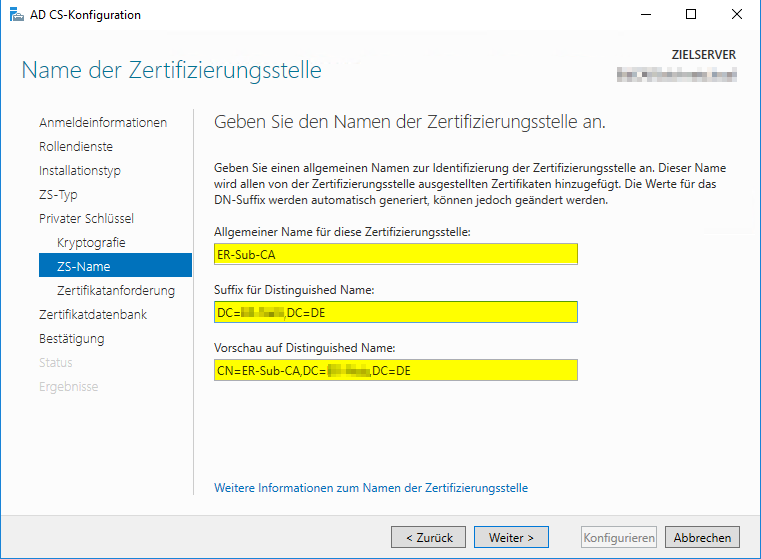 AD CS-Konfiguration
Name der Zertifizierungsstelle
ZIELSERVER
Anmeldeinformationen
Rollendienste
Installationstyp
ZS-Typ
Privater Schlüssel
Kryptografie
ZS-Name
Zertifikatanforderung
Zertifikatdatenbank
Bestätigung
Status
Ergebnisse
Geben Sie den Namen der Zertifizierungsstelle an.
Geben Sie einen allgemeinen Namen zur Identifizierung der Zertifizierungsstelle an. Dieser Name
wird allen von der Zertifizierungsstelle ausgestellten Zertifikaten hinzugefügt. Die Werte für das
DN-Suffix werden automatisch generiert, können jedoch geändert werden.
Allgemeiner Name für diese Zertifizierungsstelle:
ER-Sub-CA
Suffix für Distinguished Name:
DC= ,DC=DE
Vorschau auf Distinguished Name:
CN=ER-Sub-CA,DC= ,DC=DE
Weitere Informationen zum Namen der Zertifizierungsstelle
< Zurück
Weiter >
Konfigurieren
Abbrechen